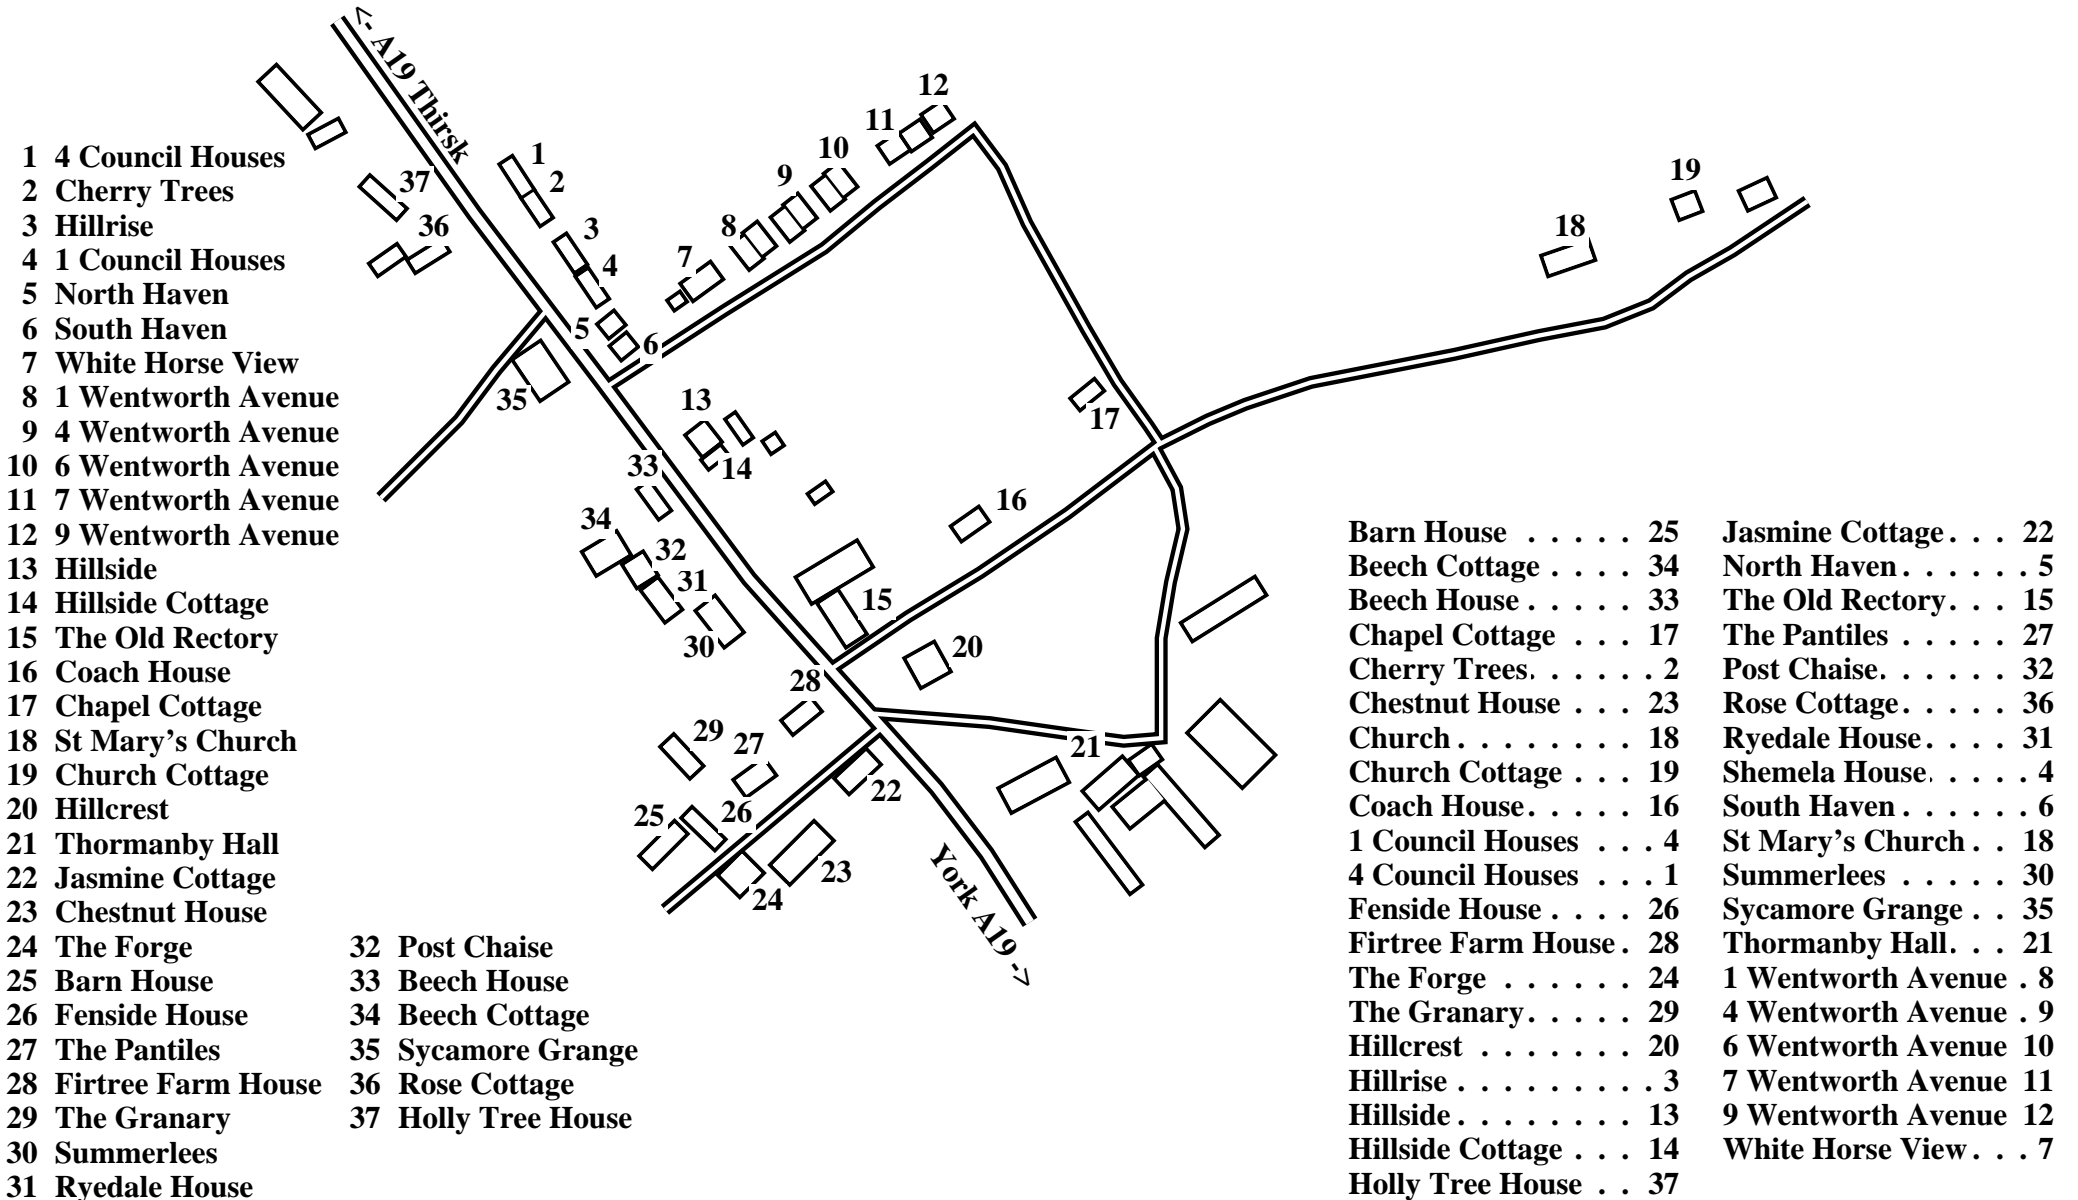 <- A19 Thirsk
12
11
10
9
8
7
1
2
3
4
5
6
37
36
35
19
18
13
14
33
34
32
31
30
17
16
15
20
28
29
27
21
22
25
26
23
24
York A19 ->
1 4 Council Houses
2 Cherry Trees
3 Hillrise
4 1 Council Houses
5 North Haven
6 South Haven
7 White Horse View
8 1 Wentworth Avenue
9 4 Wentworth Avenue
10 6 Wentworth Avenue
11 7 Wentworth Avenue
12 9 Wentworth Avenue
13 Hillside
14 Hillside Cottage
15 The Old Rectory
16 Coach House
17 Chapel Cottage
18 St Mary's Church
19 Church Cottage
20 Hillcrest
21 Thormanby Hall
22 Jasmine Cottage
23 Chestnut House
24 The Forge
25 Barn House
26 Fenside House
27 The Pantiles
28 Firtree Farm House
29 The Granary
30 Summerlees
31 Ryedale House
32 Post Chaise
33 Beech House
34 Beech Cottage
35 Sycamore Grange
36 Rose Cottage
37 Holly Tree House
Barn House . . . . . 25
Beech Cottage . . . . 34
Beech House . . . . . 33
Chapel Cottage . . . 17
Cherry Trees. . . . . . 2
Chestnut House . . . 23
Church . . . . . . . . 18
Church Cottage . . . 19
Coach House. . . . . 16
1 Council Houses . . . 4
4 Council Houses . . . 1
Fenside House . . . . 26
Firtree Farm House . 28
The Forge . . . . . . 24
The Granary. . . . . 29
Hillcrest . . . . . . . 20
Hillrise . . . . . . . . . 3
Hillside . . . . . . . . 13
Hillside Cottage . . . 14
Holly Tree House . . 37
Jasmine Cottage. . . 22
North Haven. . . . . . 5
The Old Rectory. . . 15
The Pantiles . . . . . 27
Post Chaise. . . . . . 32
Rose Cottage. . . . . 36
Ryedale House. . . . 31
Shemela House. . . . . 4
South Haven . . . . . . 6
St Mary's Church . . 18
Summerlees . . . . . 30
Sycamore Grange . . 35
Thormanby Hall. . . 21
1 Wentworth Avenue . 8
4 Wentworth Avenue . 9
6 Wentworth Avenue 10
7 Wentworth Avenue 11
9 Wentworth Avenue 12
White Horse View . . . 7